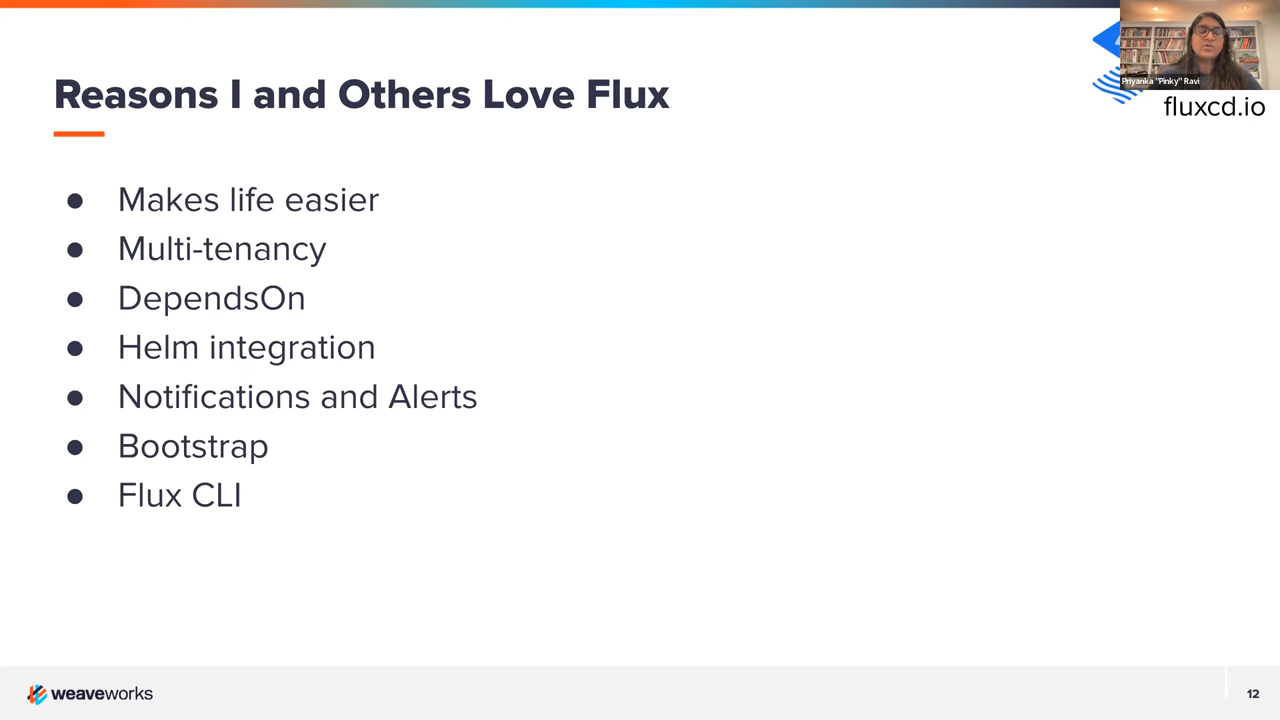 Priyanka "Pinky" Ravi
fluxcd.io
Reasons I and Others Love Flux
● Makes life easier
● Multi-tenancy
● DependsOn
● Helm integration
● Notifications and Alerts
● Bootstrap
● Flux CLI
weaveworks
12